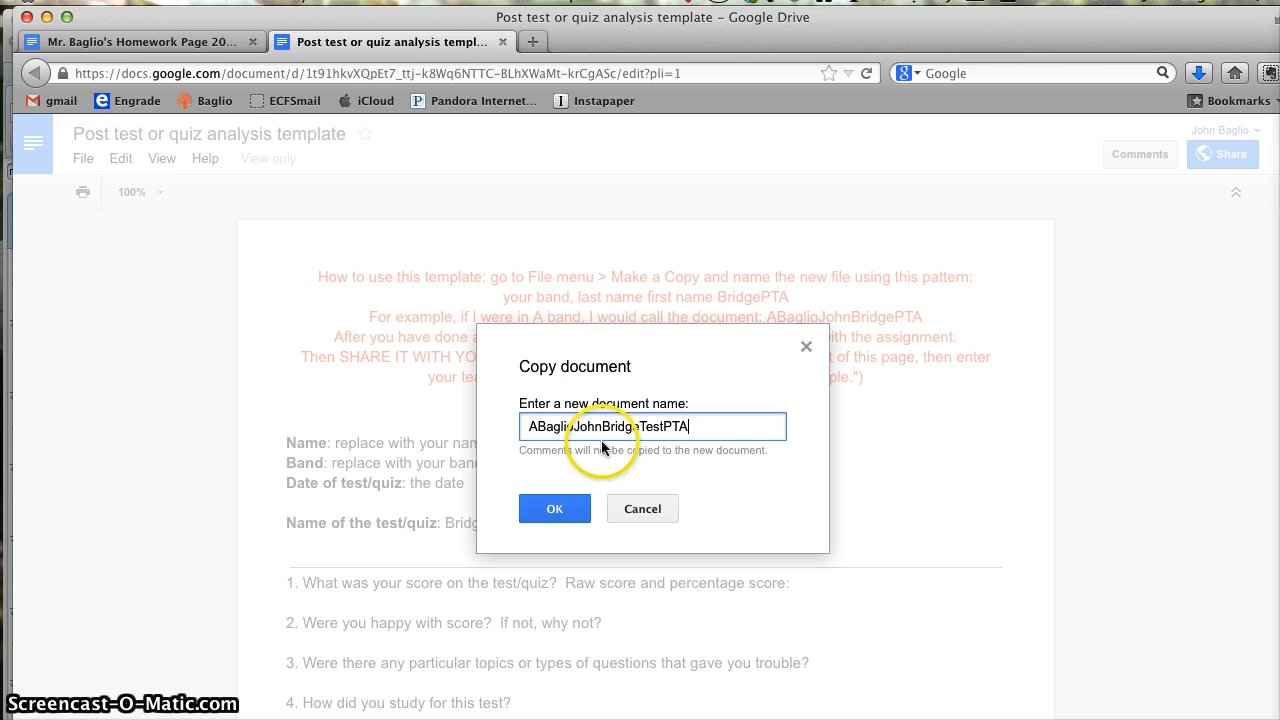 Post test or quiz analysis template – Google Drive
Mr. Baglio's Homework Page 20...
Post test or quiz analysis templ...
https://docs.google.com/document/d/1t91hkvXQpEt7_ttj-k8Wq6NTTC-BLhXWaMt-krCgASc/edit?pli=1
Google
gmail Engrade Baglio ECFSmail iCloud Pandora Internet... Instapaper Bookmarks
Post test or quiz analysis template
John Baglio
File Edit View Help View only
Comments Share
100%
How to use this template: go to File menu > Make a Copy and name the new file using this pattern:
your band, last name first name BridgePTA
For example, if I were in A band, I would call the document: ABaglioJohnBridgePTA
After you have done with the assignment.
Then SHARE IT WITH YO of this page, then enter
your tea ple.")
Copy document
Enter a new document name:
ABaglioJohnBridgeTestPTA
Comments will not be copied to the new document.
OK Cancel
Name: replace with your nam
Band: replace with your band
Date of test/quiz: the date
Name of the test/quiz: Bridg
1. What was your score on the test/quiz? Raw score and percentage score:
2. Were you happy with score? If not, why not?
3. Were there any particular topics or types of questions that gave you trouble?
4. How did you study for this test?
Screencast-O-Matic.com